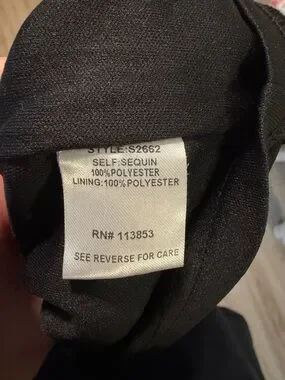 STYLE:S2662
SELF:SEQUIN
100%POLYESTER
LINING:100%POLYESTER
RN# 113853
SEE REVERSE FOR CARE